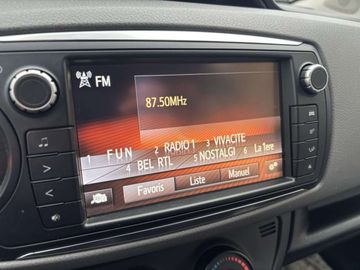 FM
87.50MHz
1 FUN 2 RADIO 1 3 VIVACITE
4 BEL RTL 5 NOSTALGI 6 La 1ere
Favoris Liste Manuel